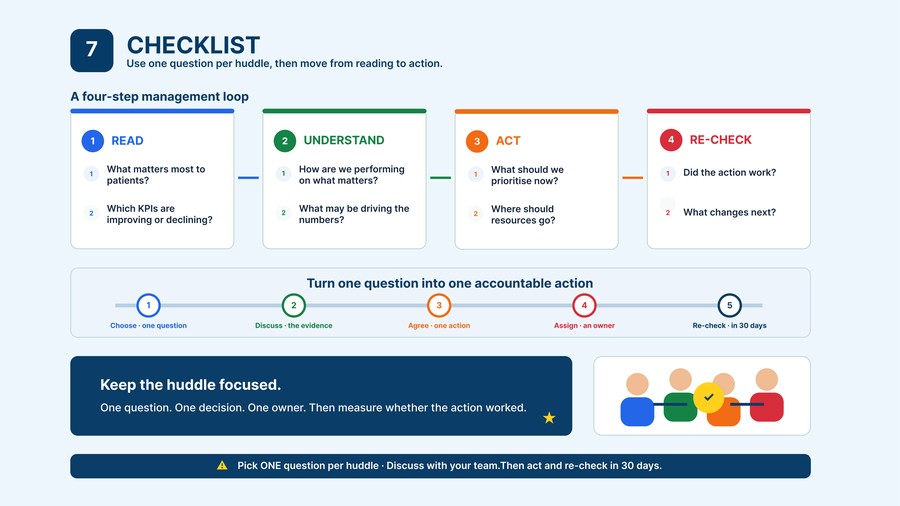 7
CHECKLIST
Use one question per huddle, then move from reading to action.
A four-step management loop
1 READ
1 What matters most to
patients?
2 Which KPIs are
improving or declining?
2 UNDERSTAND
1 How are we performing
on what matters?
2 What may be driving the
numbers?
3 ACT
1 What should we
prioritise now?
2 Where should
resources go?
4 RE-CHECK
1 Did the action work?
2 What changes next?
Turn one question into one accountable action
1 2 3 4 5
Choose · one question Discuss · the evidence Agree · one action Assign · an owner Re-check · in 30 days
Keep the huddle focused.
One question. One decision. One owner. Then measure whether the action worked.
Pick ONE question per huddle · Discuss with your team.Then act and re-check in 30 days.